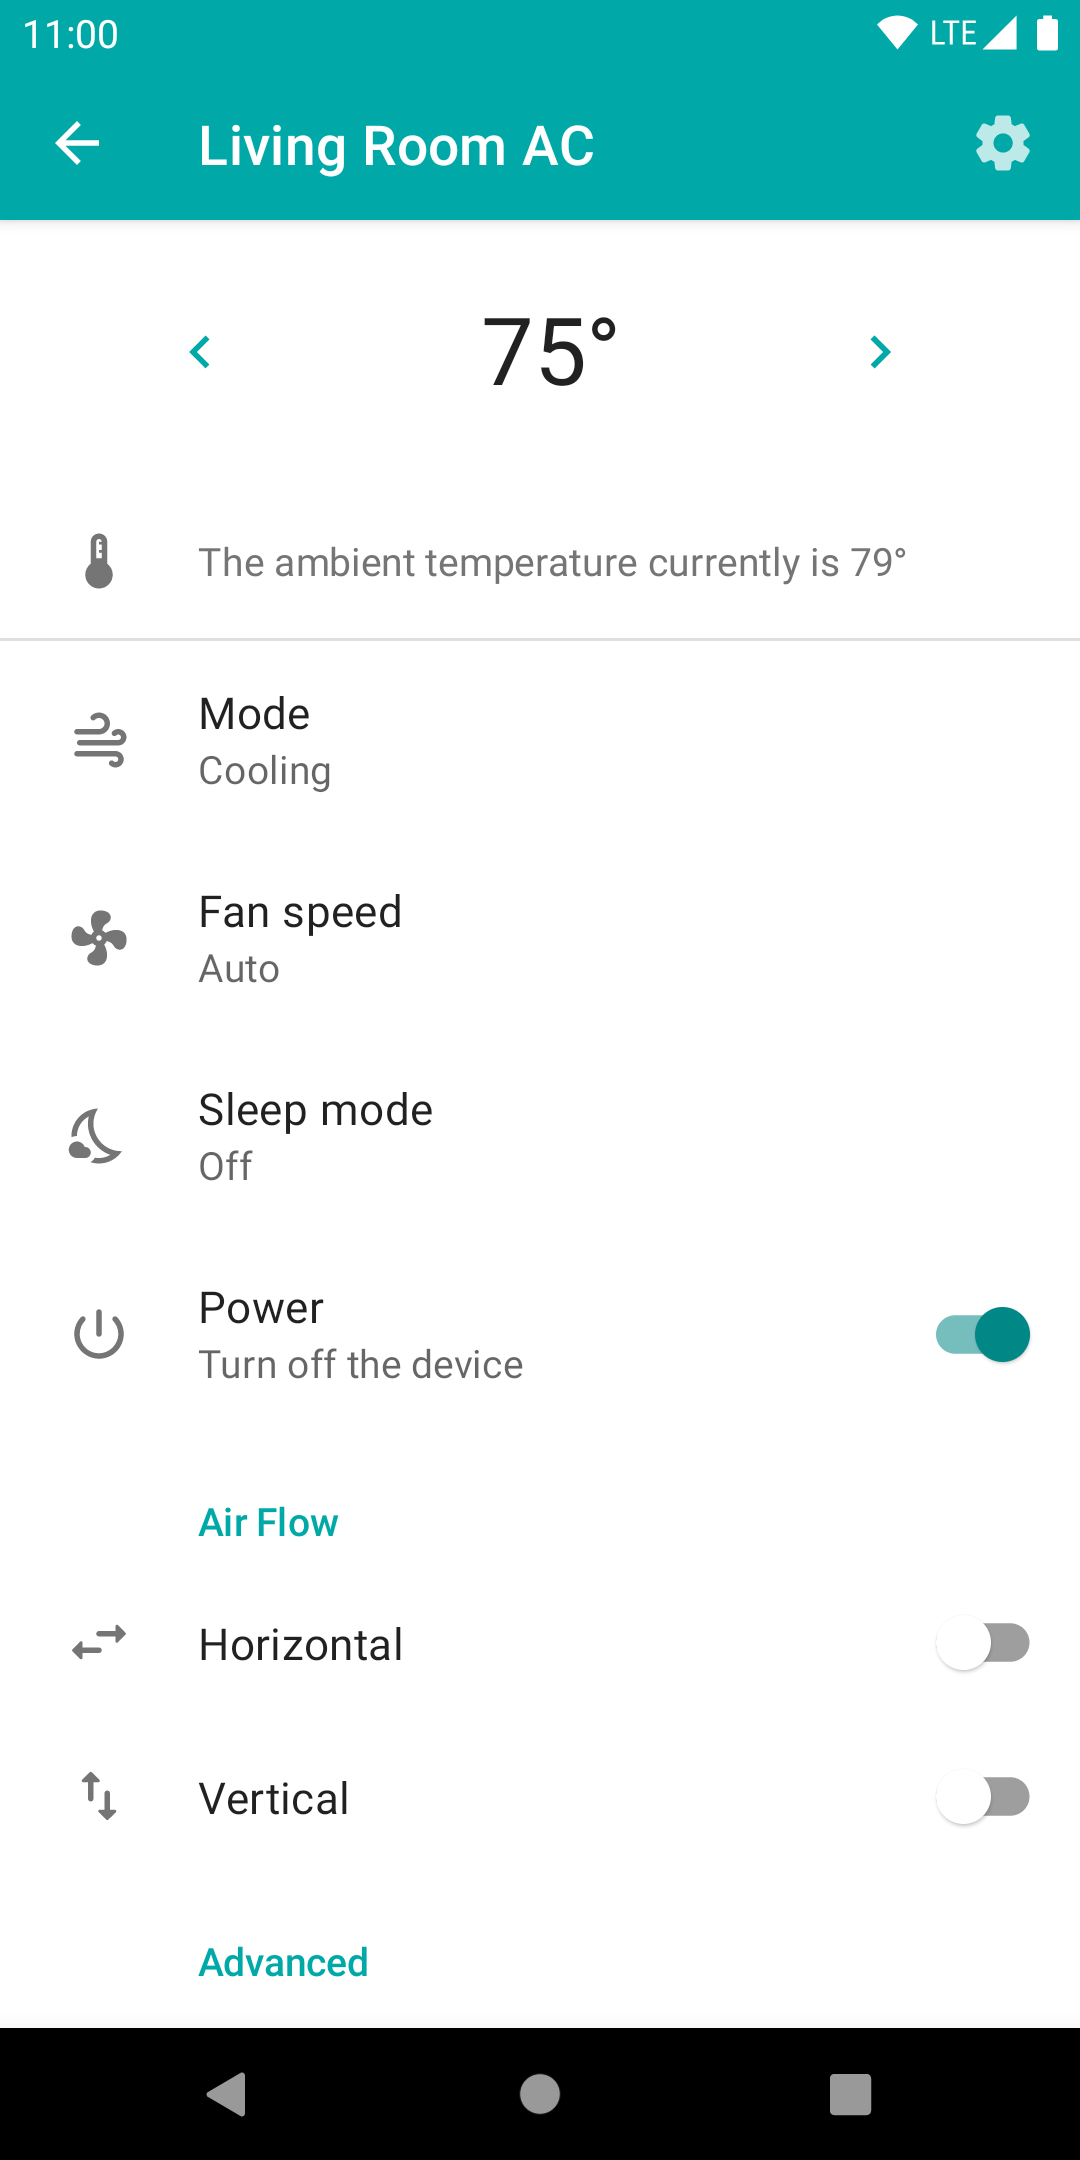 11:00
LTE
Living Room AC
75°
The ambient temperature currently is 79°
Mode
Cooling
Fan speed
Auto
Sleep mode
Off
Power
Turn off the device
Air Flow
Horizontal
Vertical
Advanced